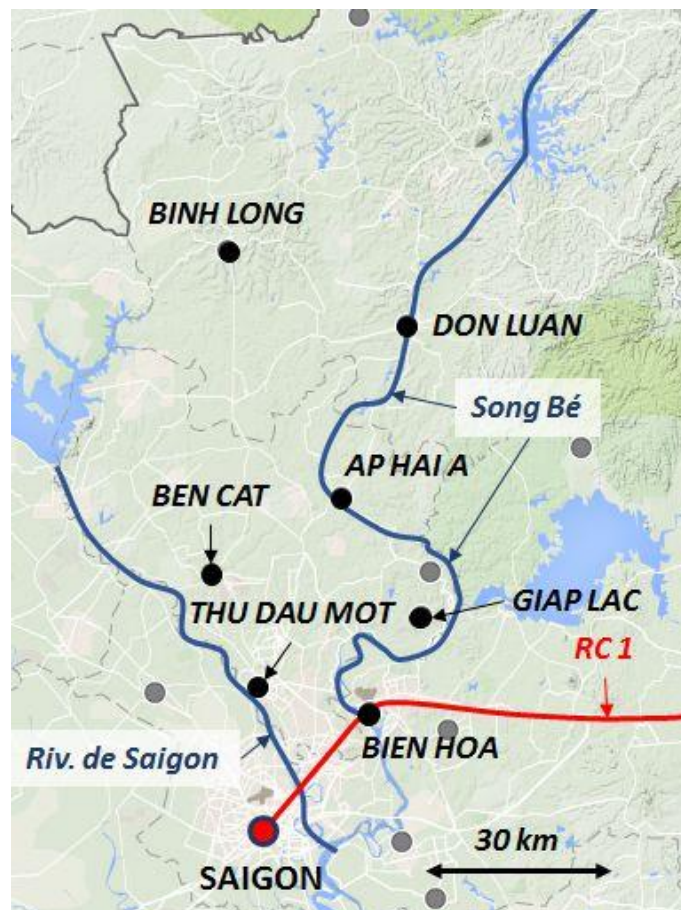 BINH LONG
DON LUAN
Song Bé
AP HAI A
BEN CAT
THU DAU MOT
GIAP LAC
RC 1
Riv. de Saigon
BIEN HOA
30 km
SAIGON